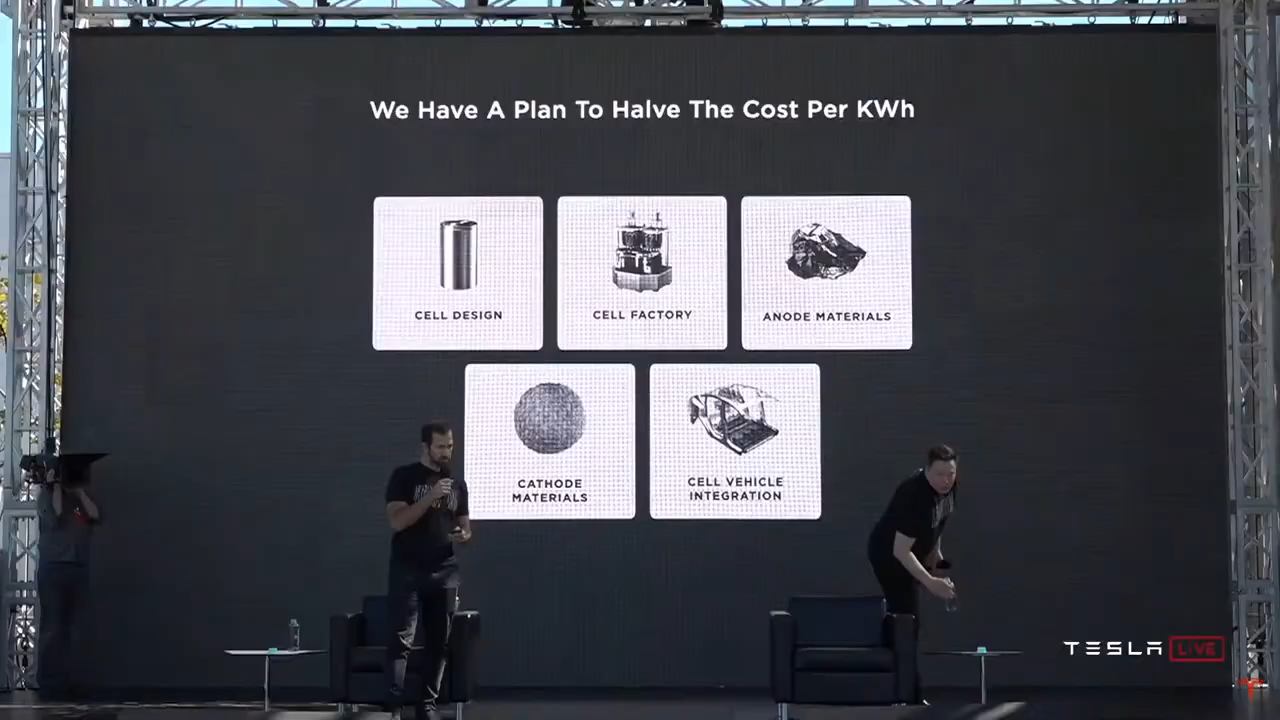 We Have A Plan To Halve The Cost Per KWh
CELL DESIGN
CELL FACTORY
ANODE MATERIALS
CATHODE
MATERIALS
CELL VEHICLE
INTEGRATION
TESLA LIVE